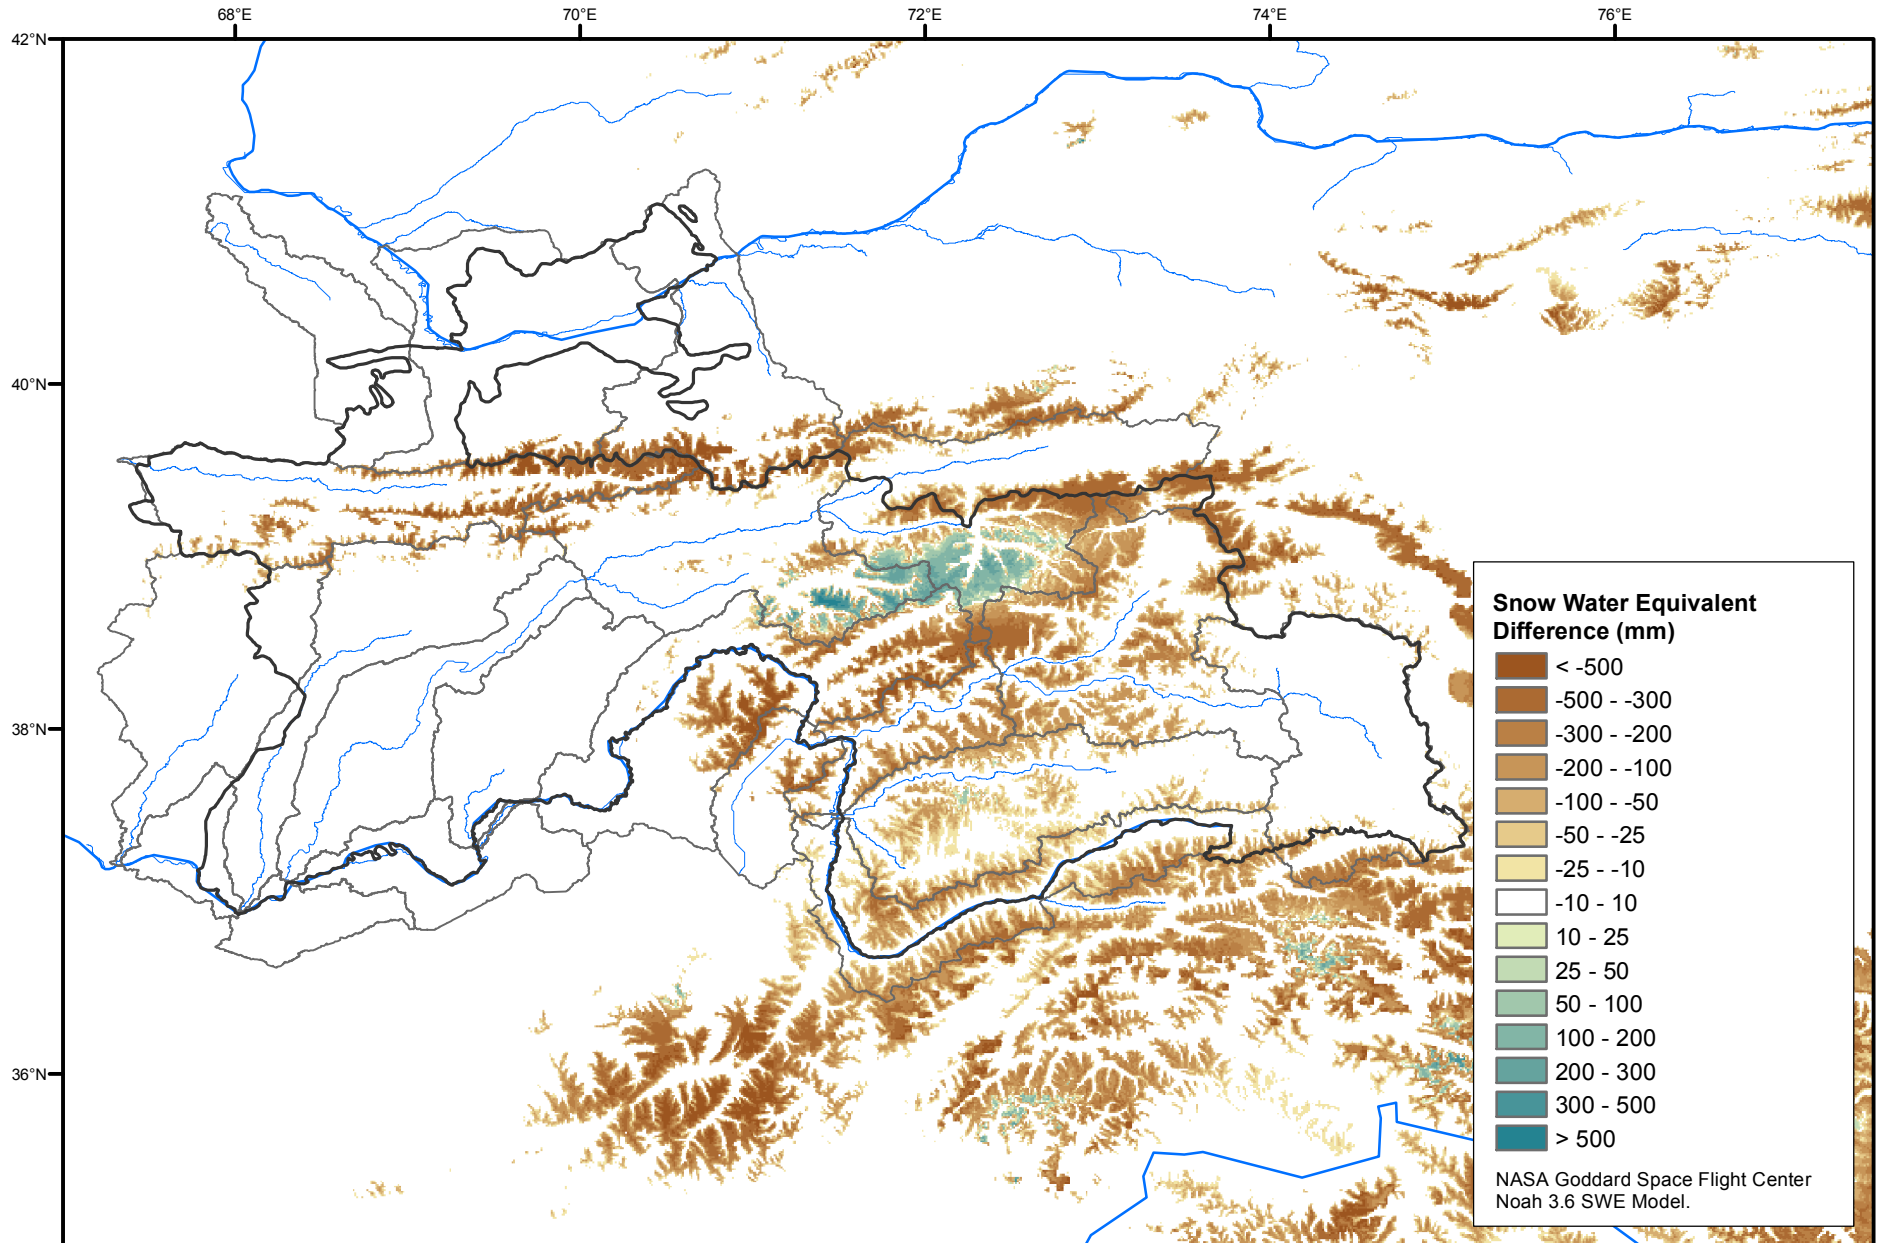 68°E
70°E
72°E
74°E
76°E
42°N
40°N
38°N
36°N
Snow Water Equivalent
Difference (mm)
< -500
-500 - -300
-300 - -200
-200 - -100
-100 - -50
-50 - -25
-25 - -10
-10 - 10
10 - 25
25 - 50
50 - 100
100 - 200
200 - 300
300 - 500
> 500
NASA Goddard Space Flight Center
Noah 3.6 SWE Model.